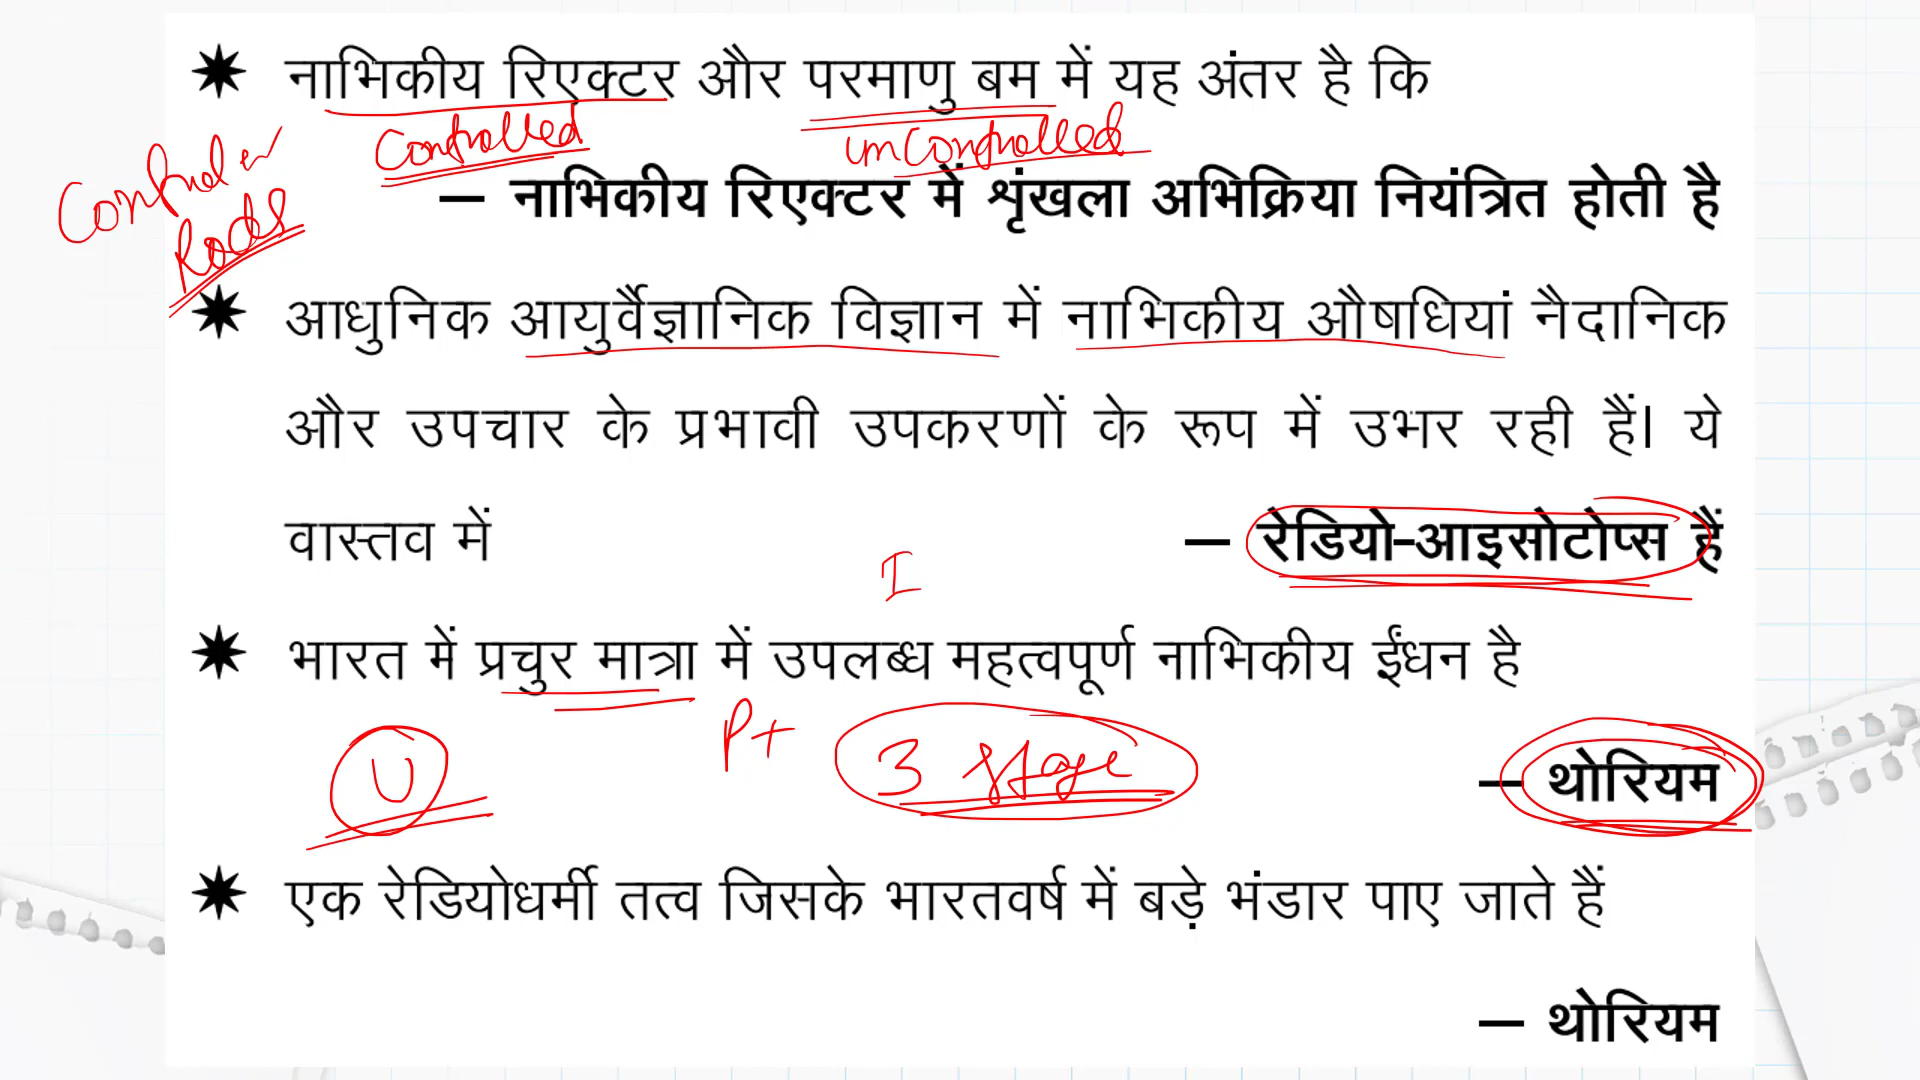 ✷ नाभिकीय रिएक्टर और परमाणु बम में यह अंतर है कि
Controlled uncontrolled
Control
Rods
— नाभिकीय रिएक्टर में शृंखला अभिक्रिया नियंत्रित होती है
✷ आधुनिक आयुर्वैज्ञानिक विज्ञान में नाभिकीय औषधियां नैदानिक
और उपचार के प्रभावी उपकरणों के रूप में उभर रही हैं। ये
वास्तव में — रेडियो-आइसोटोप्स हैं
I
✷ भारत में प्रचुर मात्रा में उपलब्ध महत्वपूर्ण नाभिकीय ईंधन है
U 3 stage
— थोरियम
✷ एक रेडियोधर्मी तत्व जिसके भारतवर्ष में बड़े भंडार पाए जाते हैं
— थोरियम